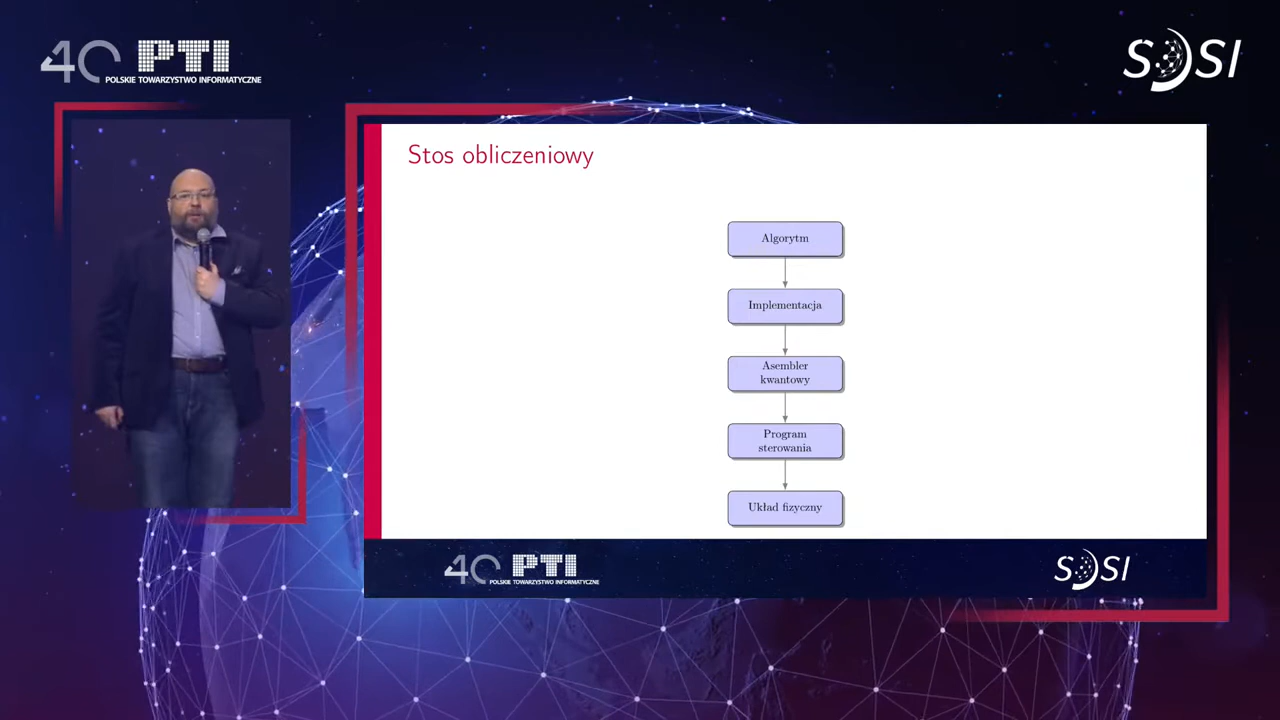 40 PTI
POLSKIE TOWARZYSTWO INFORMATYCZNE
SOSI
Stos obliczeniowy
Algorytm
Implementacja
Asembler
kwantowy
Program
sterowania
Układ fizyczny
40 PTI
POLSKIE TOWARZYSTWO INFORMATYCZNE
SOSI